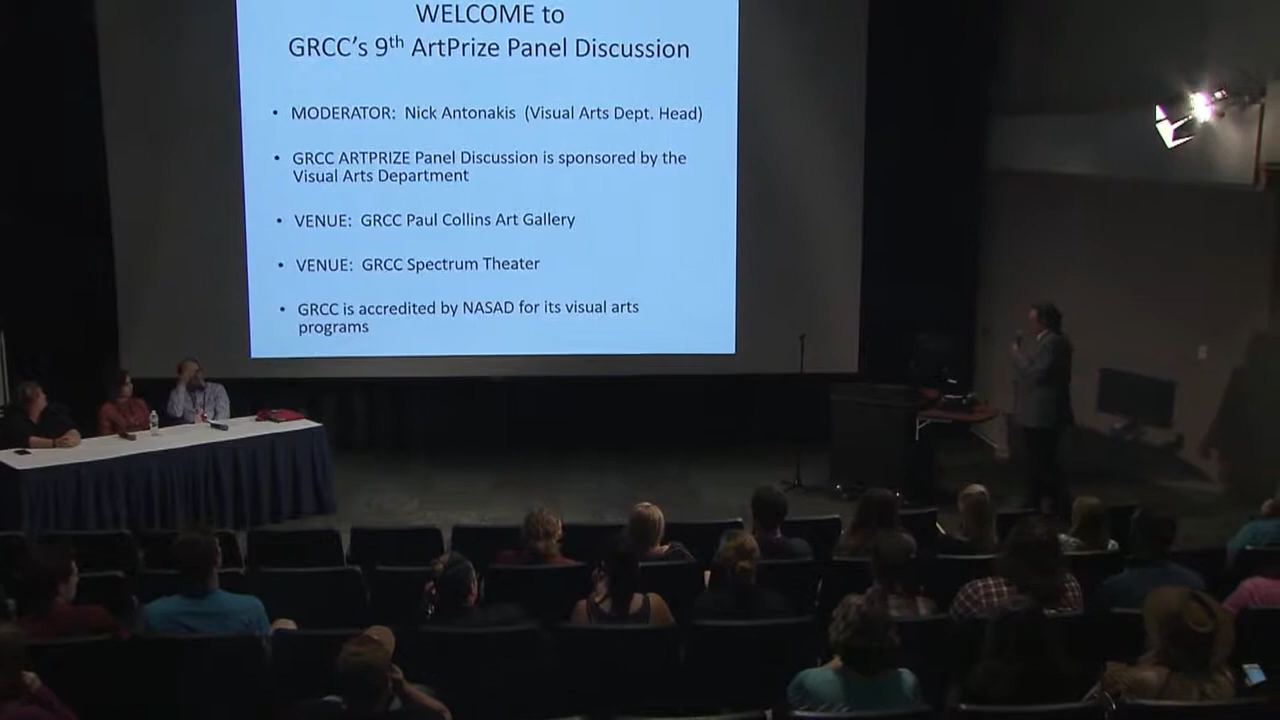 WELCOME to
GRCC's 9th ArtPrize Panel Discussion
• MODERATOR: Nick Antonakis (Visual Arts Dept. Head)
• GRCC ARTPRIZE Panel Discussion is sponsored by the
Visual Arts Department
• VENUE: GRCC Paul Collins Art Gallery
• VENUE: GRCC Spectrum Theater
• GRCC is accredited by NASAD for its visual arts
programs